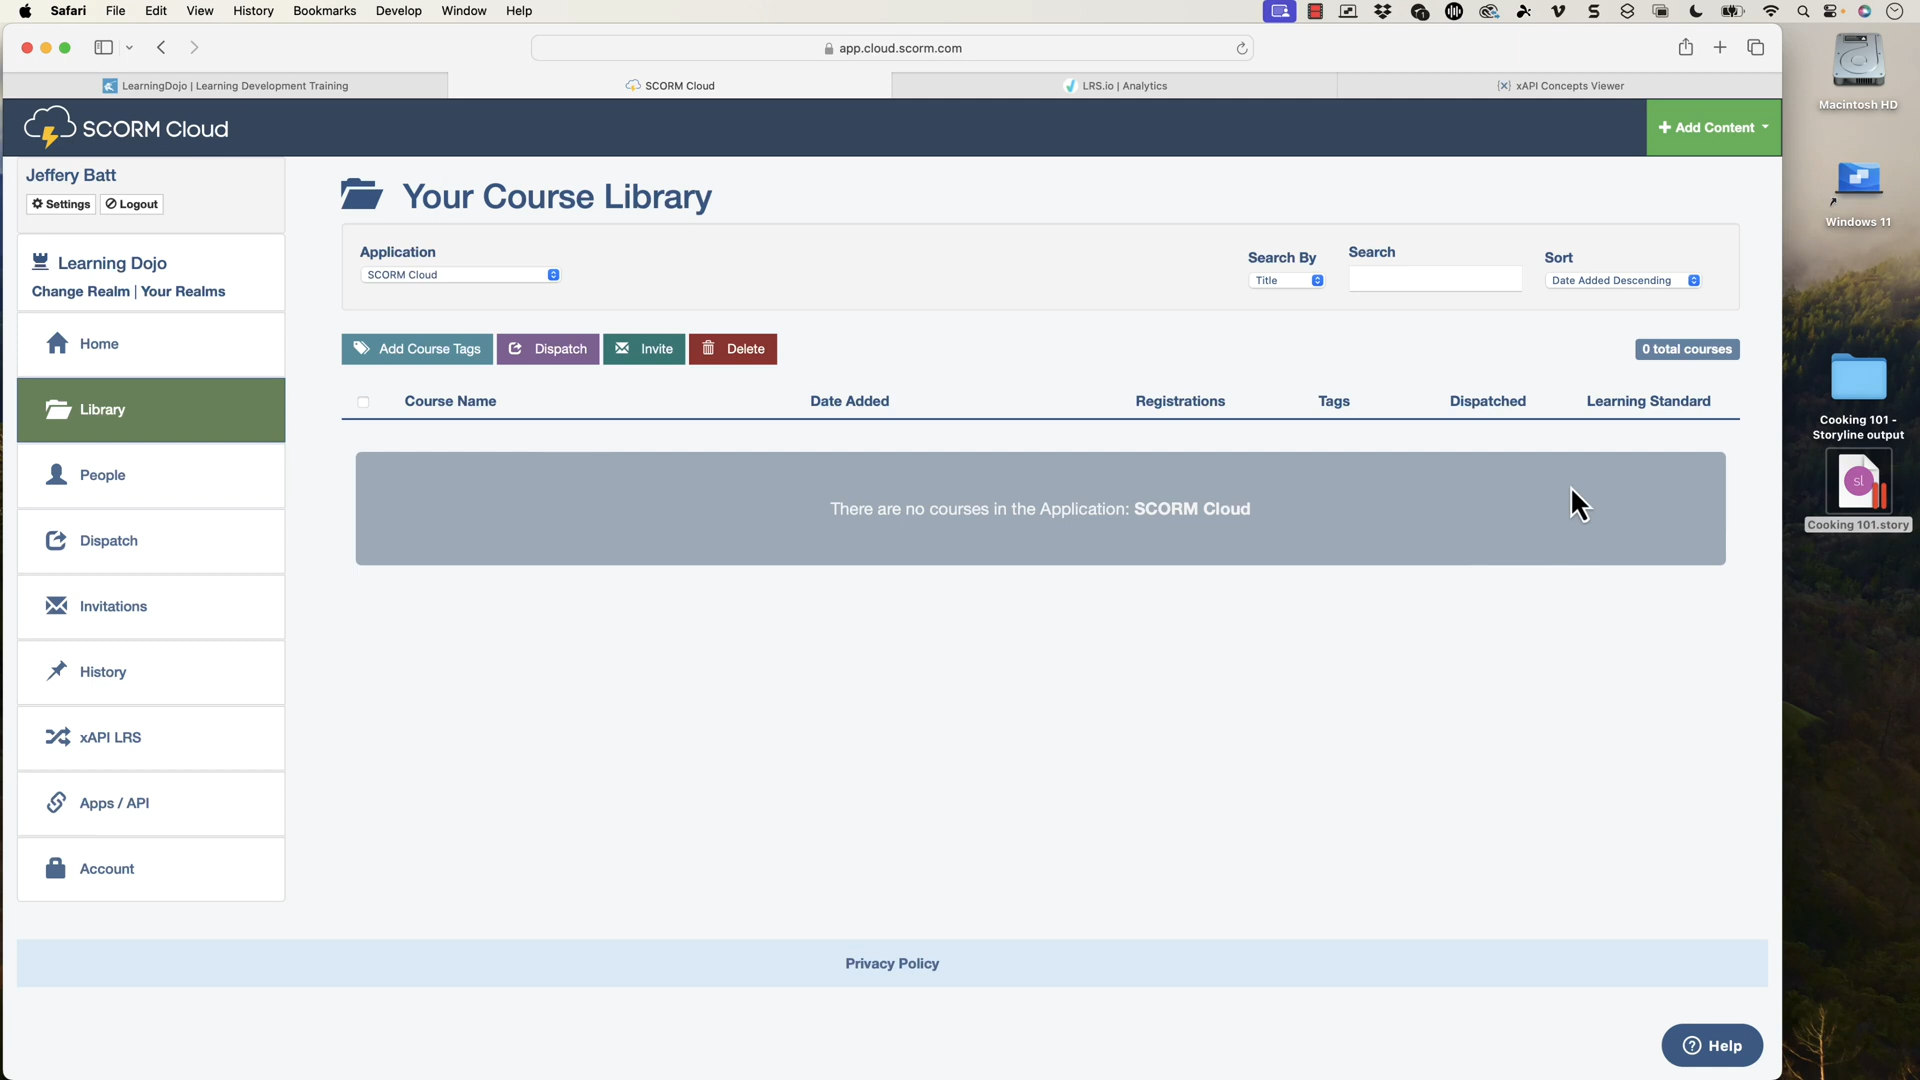 Safari File Edit View History Bookmarks Develop Window Help
app.cloud.scorm.com
LearningDojo | Learning Development Training
SCORM Cloud
LRS.io | Analytics
xAPI Concepts Viewer
SCORM Cloud
Add Content
Jeffery Batt
Settings
Logout
Learning Dojo
Change Realm | Your Realms
Home
Library
People
Dispatch
Invitations
History
xAPI LRS
Apps / API
Account
Your Course Library
Application
SCORM Cloud
Search By
Title
Search
Sort
Date Added Descending
Add Course Tags
Dispatch
Invite
Delete
0 total courses
Course Name Date Added Registrations Tags Dispatched Learning Standard
There are no courses in the Application: SCORM Cloud
Privacy Policy
Help
Macintosh HD
Windows 11
Cooking 101 -
Storyline output
sl
Cooking 101.story